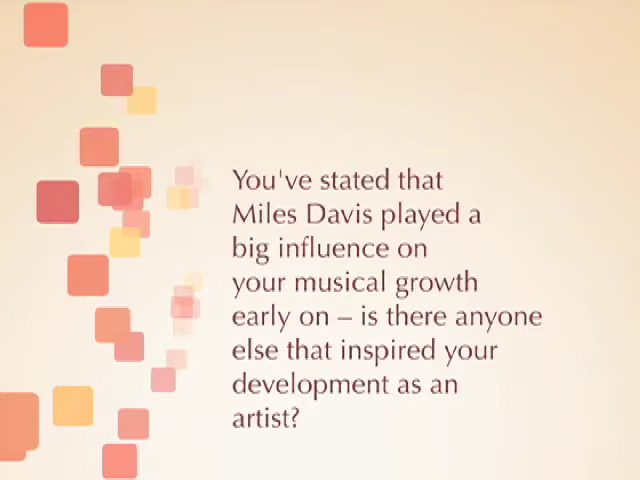 You've stated that
Miles Davis played a
big influence on
your musical growth
early on – is there anyone
else that inspired your
development as an
artist?